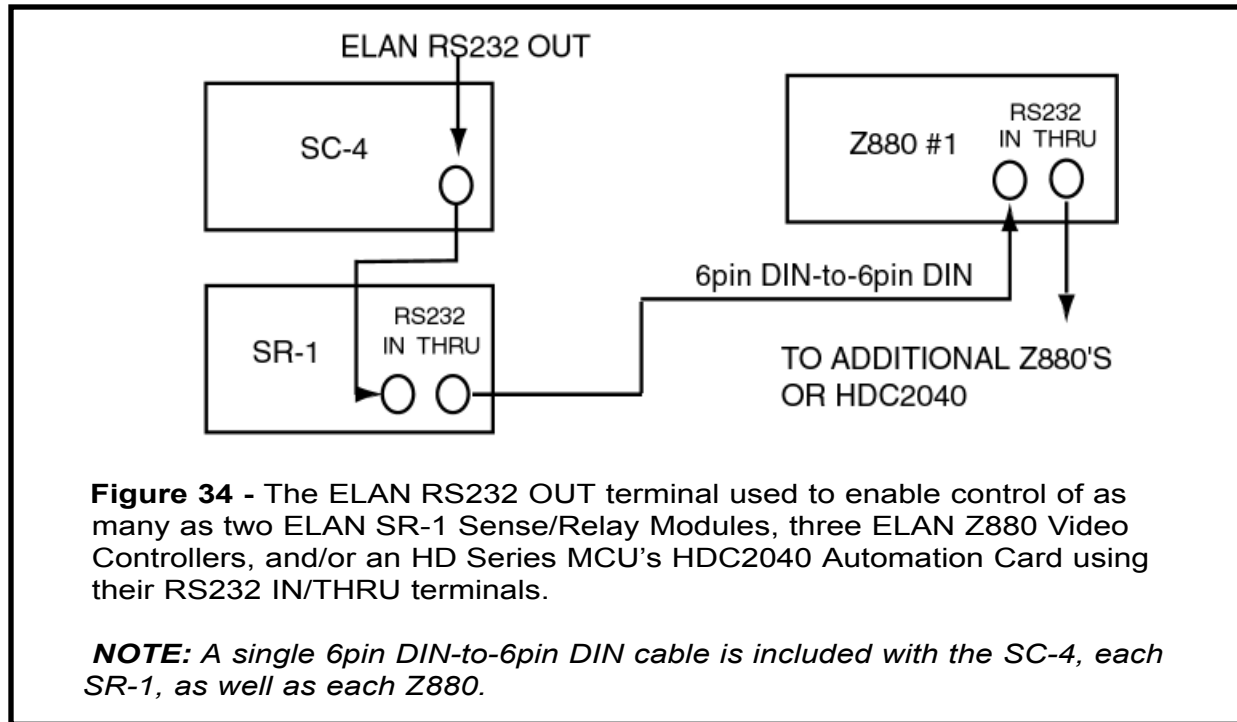 ELAN RS232 OUT
SC-4
Z880 #1
RS232
IN THRU
6pin DIN-to-6pin DIN
SR-1
RS232
IN THRU
TO ADDITIONAL Z880'S
OR HDC2040
Figure 34 - The ELAN RS232 OUT terminal used to enable control of as
many as two ELAN SR-1 Sense/Relay Modules, three ELAN Z880 Video
Controllers, and/or an HD Series MCU's HDC2040 Automation Card using
their RS232 IN/THRU terminals.
NOTE: A single 6pin DIN-to-6pin DIN cable is included with the SC-4, each
SR-1, as well as each Z880.